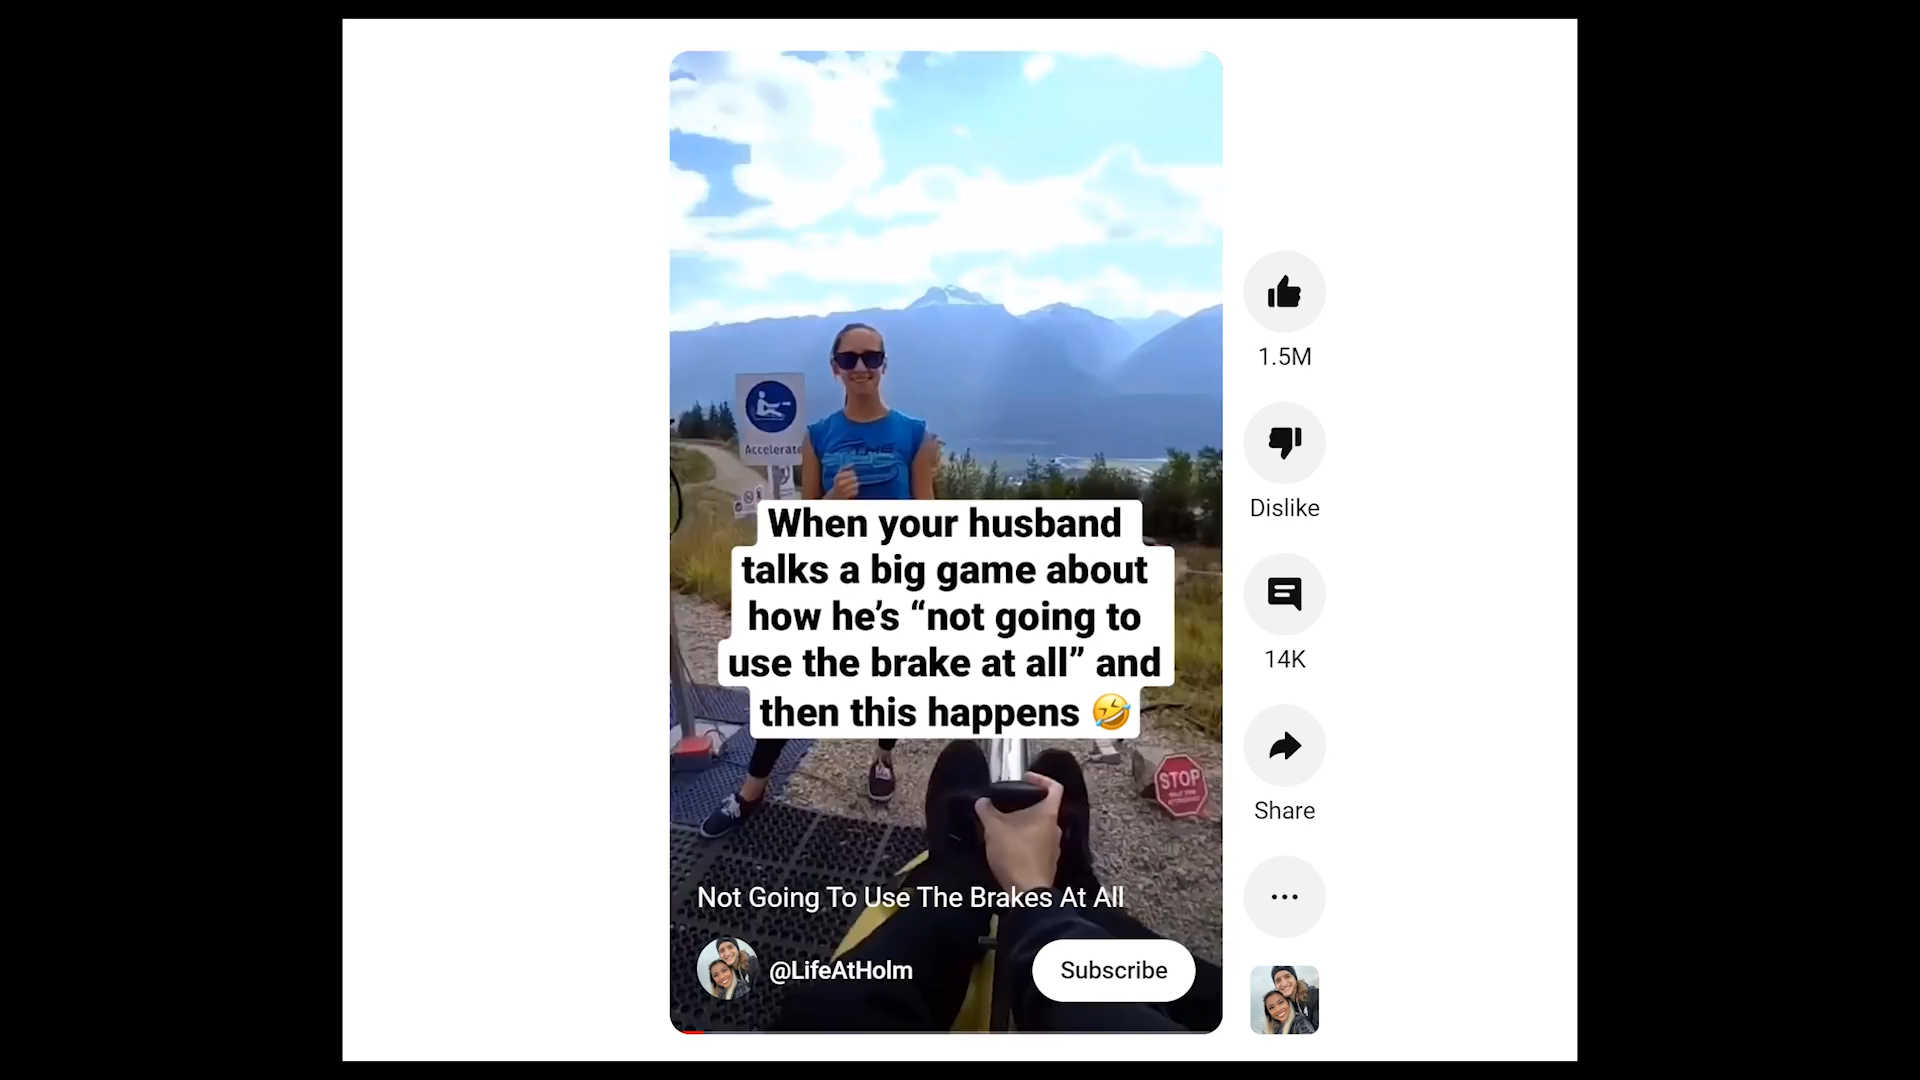 Accelerate
When your husband
talks a big game about
how he’s “not going to
use the brake at all” and
then this happens 🤣
STOP
Not Going To Use The Brakes At All
@LifeAtHolm
Subscribe
1.5M
Dislike
14K
Share